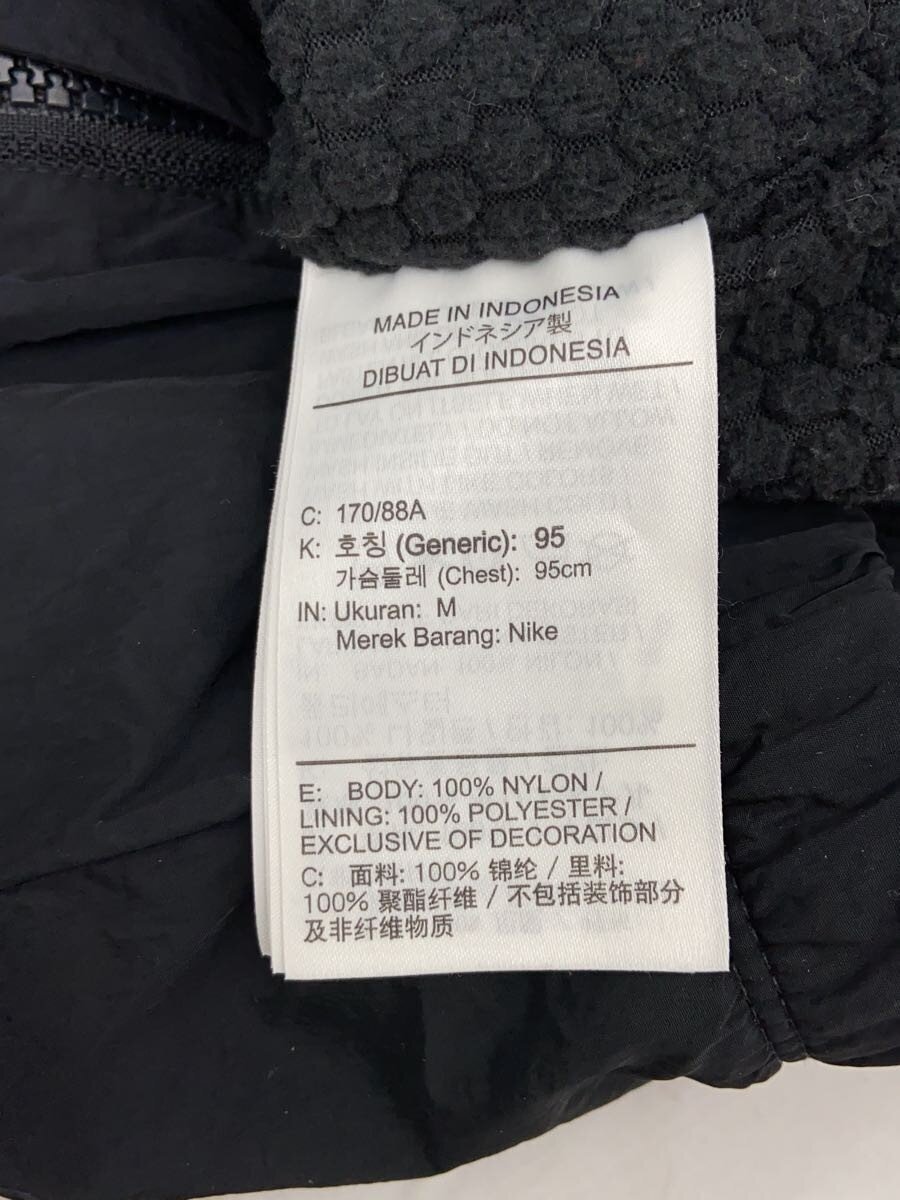 MADE IN INDONESIA
インドネシア製
DIBUAT DI INDONESIA
C: 170/88A
K: 호칭 (Generic): 95
가슴둘레 (Chest): 95cm
IN: Ukuran: M
Merek Barang: Nike
E: BODY: 100% NYLON /
LINING: 100% POLYESTER /
EXCLUSIVE OF DECORATION
C: 面料: 100% 锦纶 / 里料:
100% 聚酯纤维 / 不包括装饰部分
及非纤维物质